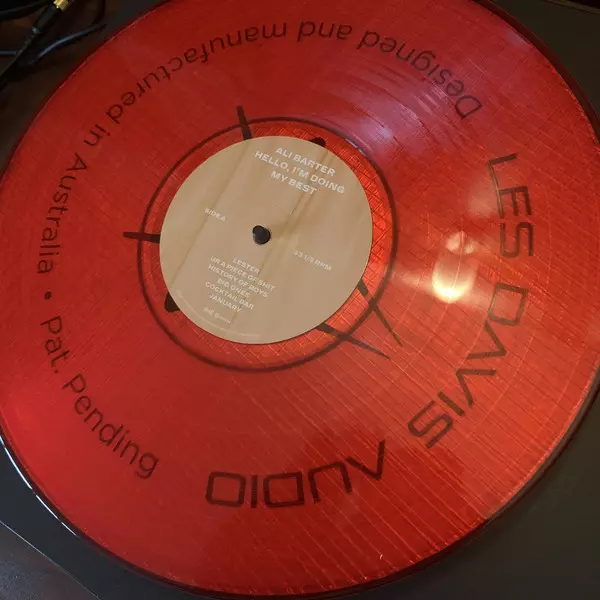 ALI BARTER
HELLO, I'M DOING
MY BEST
SIDE A
33 1/3 RPM
LESTER
UR A PIECE OF SHIT
HISTORY OF BOYS
BIG ONES
COCKTAIL BAR
JANUARY
LES DAVIS AUDIO
Designed and manufactured in Australia • Pat. Pending